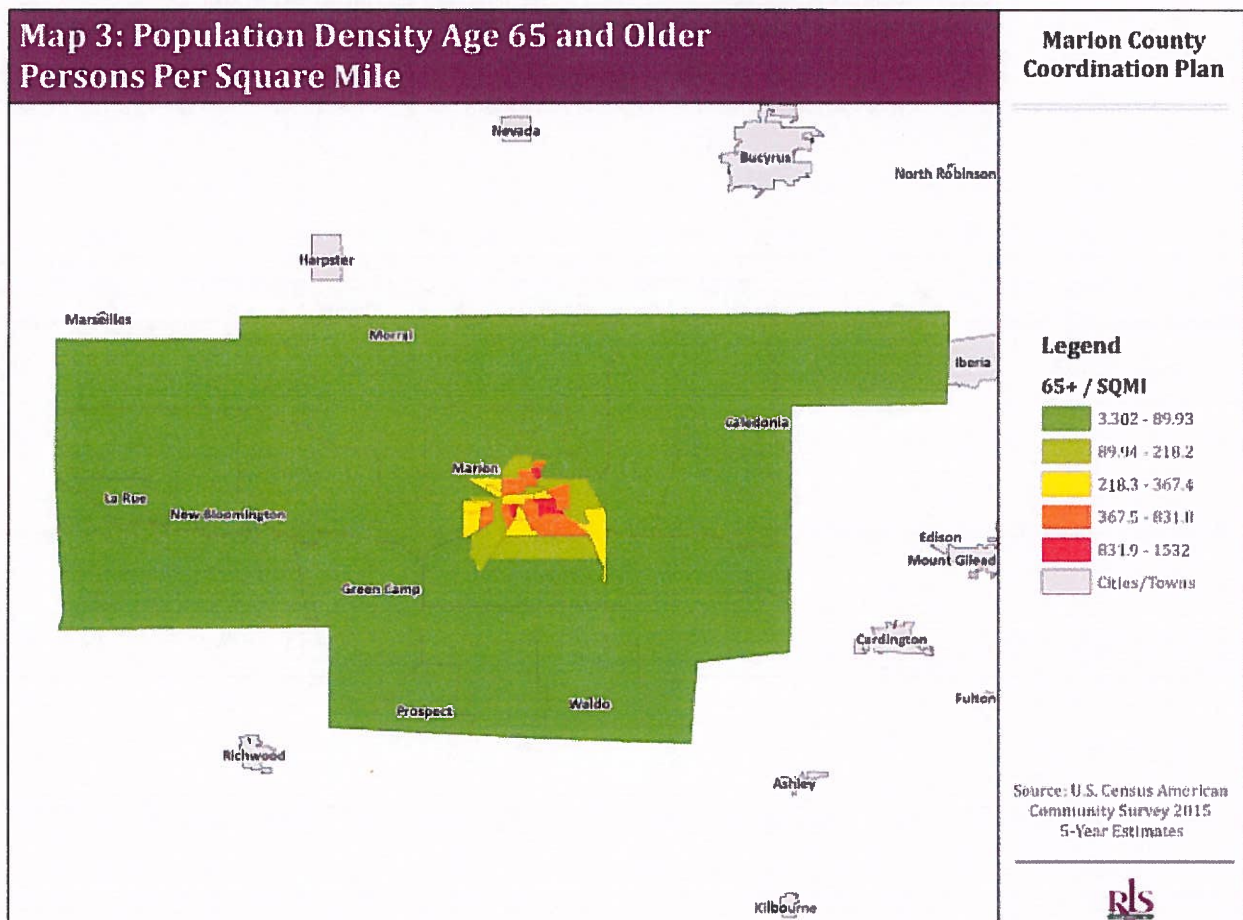 Map 3: Population Density Age 65 and Older
Persons Per Square Mile
Marion County
Coordination Plan
Nevada
Bucyrus
North Robinson
Harpster
Marseilles
Morral
Iberia
Caledonia
Marion
La Rue
New Bloomington
Edison
Mount Gilead
Green Camp
Cardington
Fulton
Prospect
Waldo
Richwood
Ashley
Kilbourne
Legend
65+ / SQMI
3.302 - 89.93
89.94 - 218.2
218.3 - 367.4
367.5 - 831.8
831.9 - 1532
Cities/Towns
Source: U.S. Census American
Community Survey 2015
5-Year Estimates
RLS